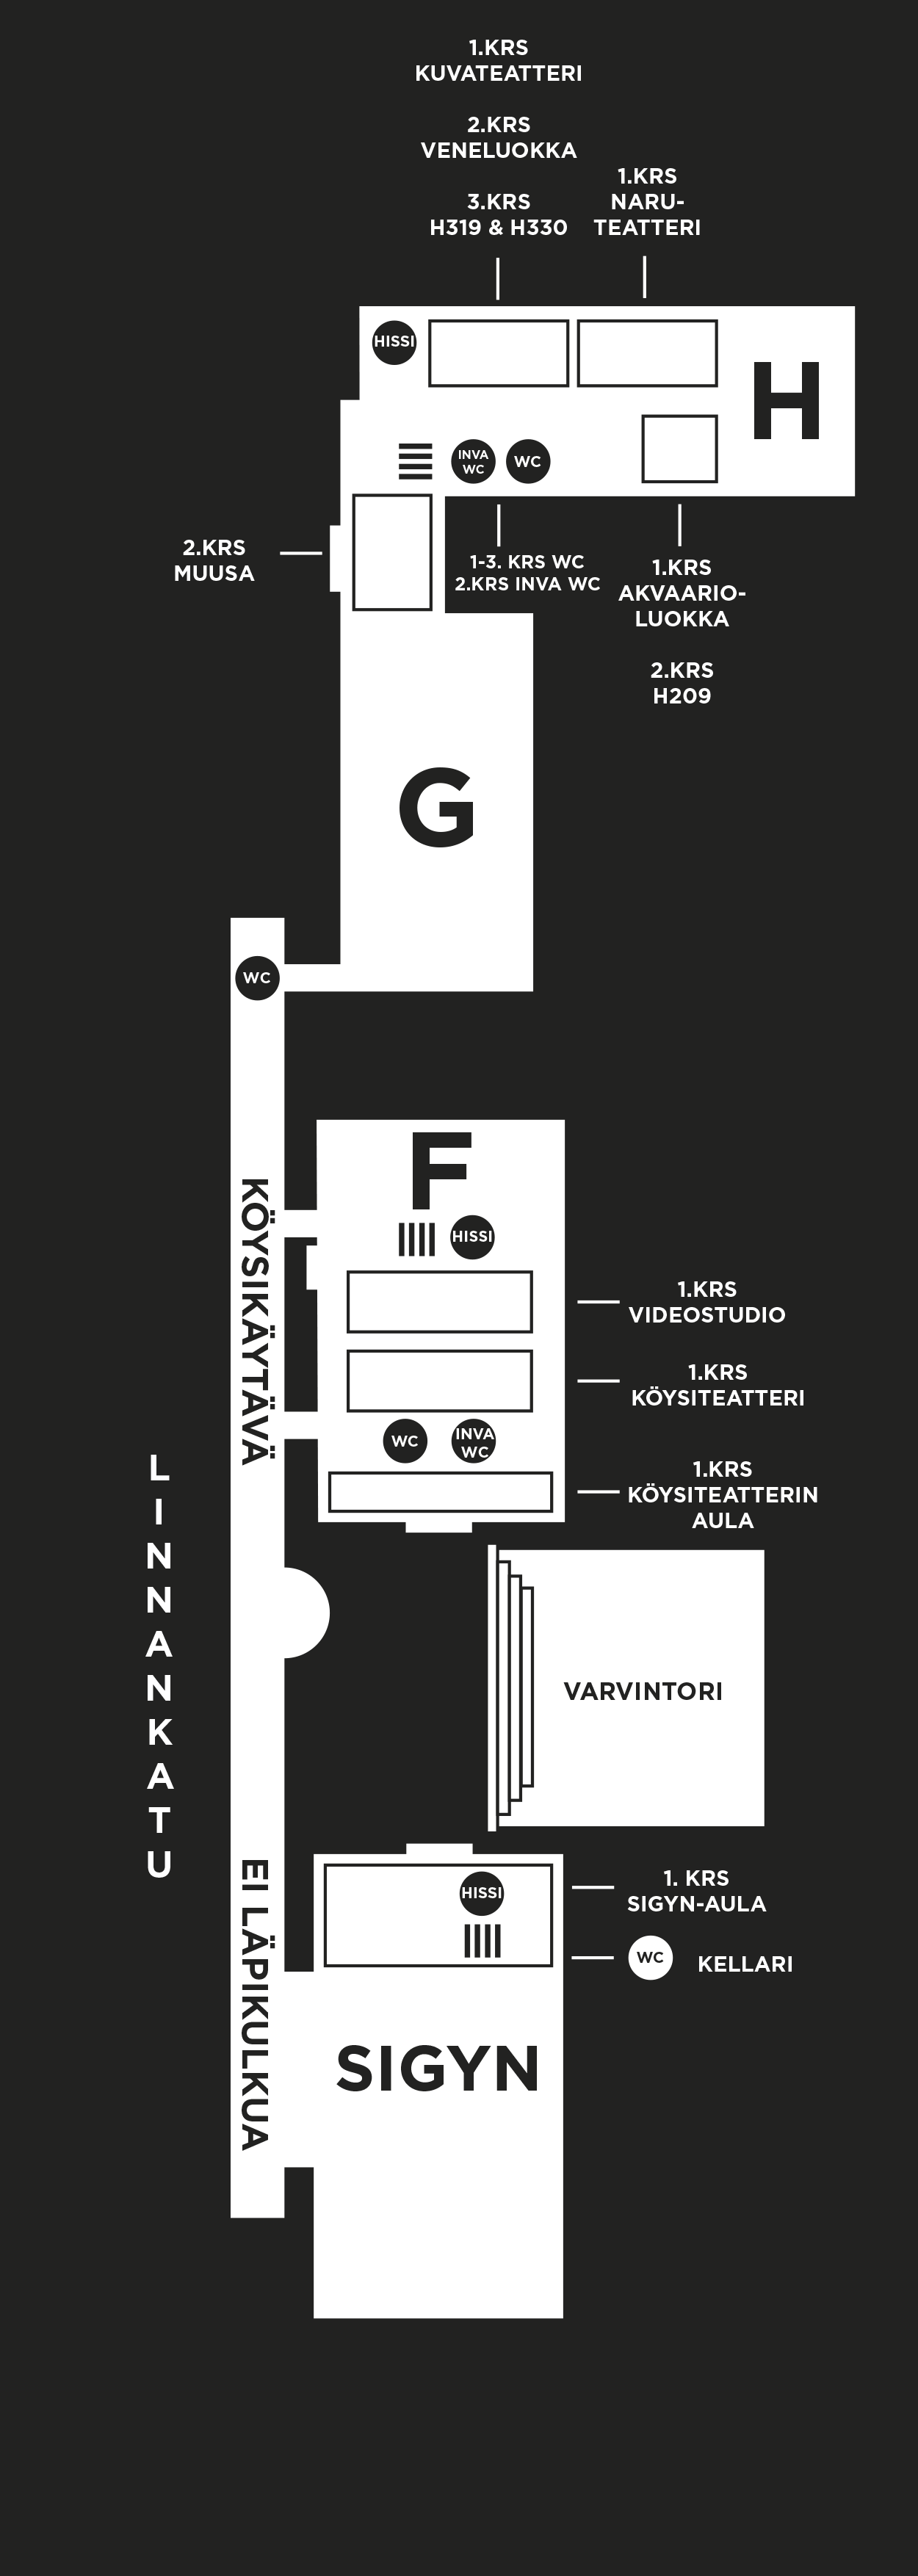 1.KRS
KUVATEATTERI
2.KRS
VENELUOKKA
3.KRS
H319 & H330
1.KRS
NARU-
TEATTERI
HISSI
H
INVA
WC
WC
2.KRS
MUUSA
1-3. KRS WC
2.KRS INVA WC
1.KRS
AKVAARIO-
LUOKKA
2.KRS
H209
G
WC
KÖYSIKÄYTÄVÄ
F
HISSI
1.KRS
VIDEOSTUDIO
1.KRS
KÖYSITEATTERI
WC
INVA
WC
1.KRS
KÖYSITEATTERIN
AULA
LINNANKATU
VARVINTORI
EI LÄPIKULKUA
HISSI
1. KRS
SIGYN-AULA
WC
KELLARI
SIGYN